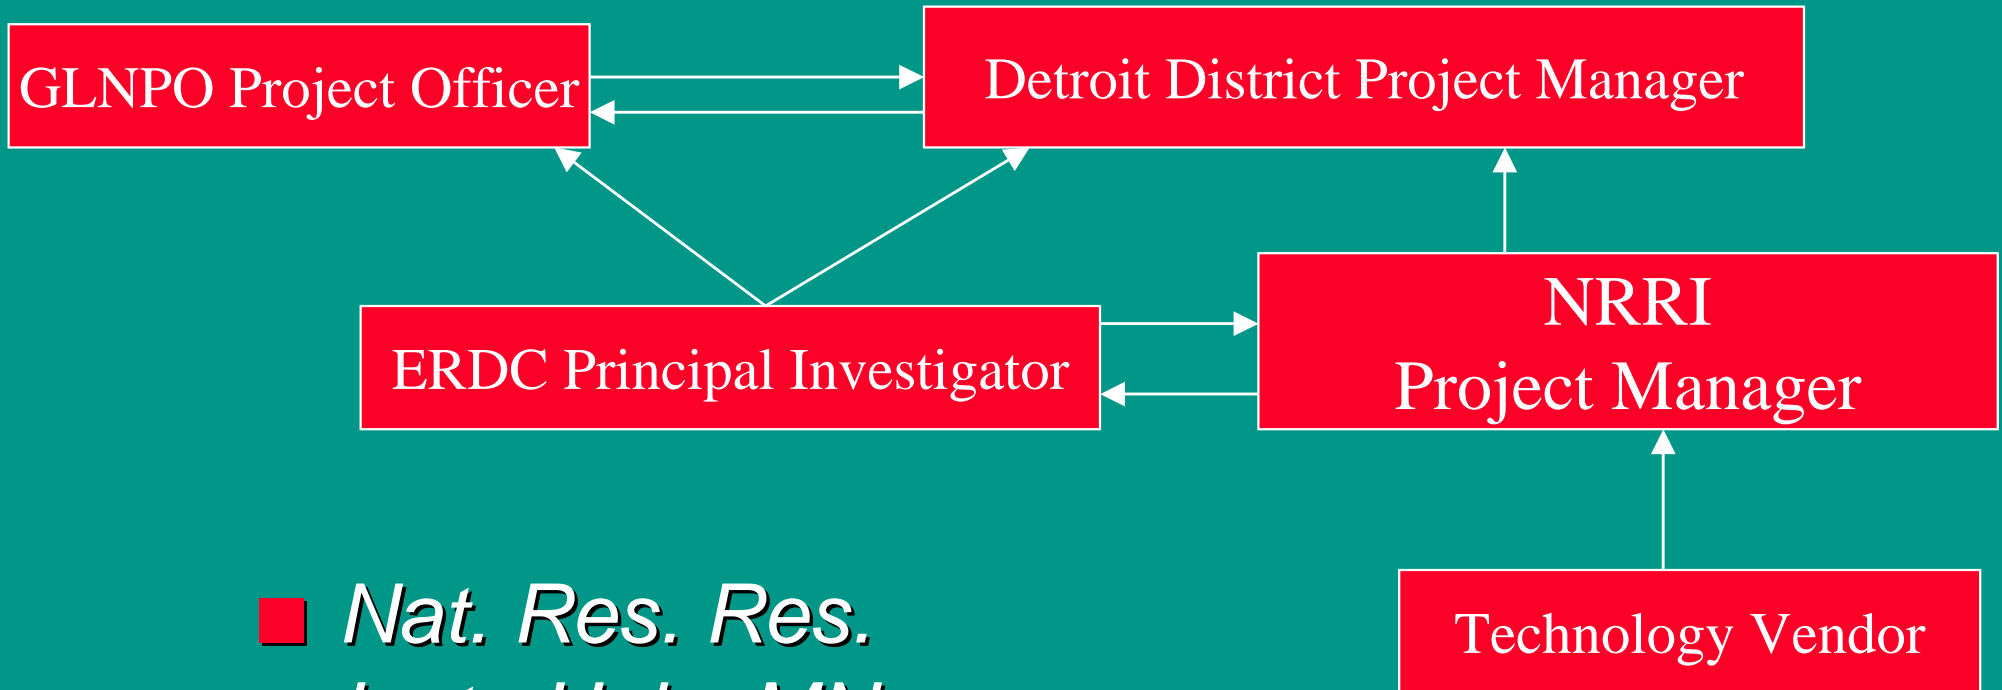 GLNPO Project Officer
Detroit District Project Manager
ERDC Principal Investigator
NRRI
Project Manager
Technology Vendor
Nat. Res. Res.